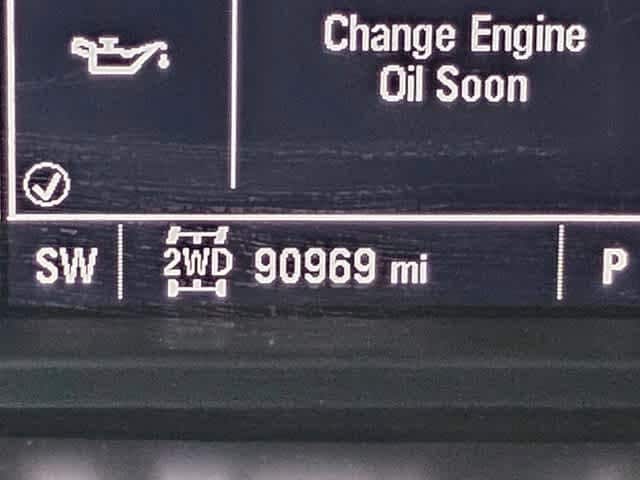 Change Engine
Oil Soon
SW 2WD 90969 mi P